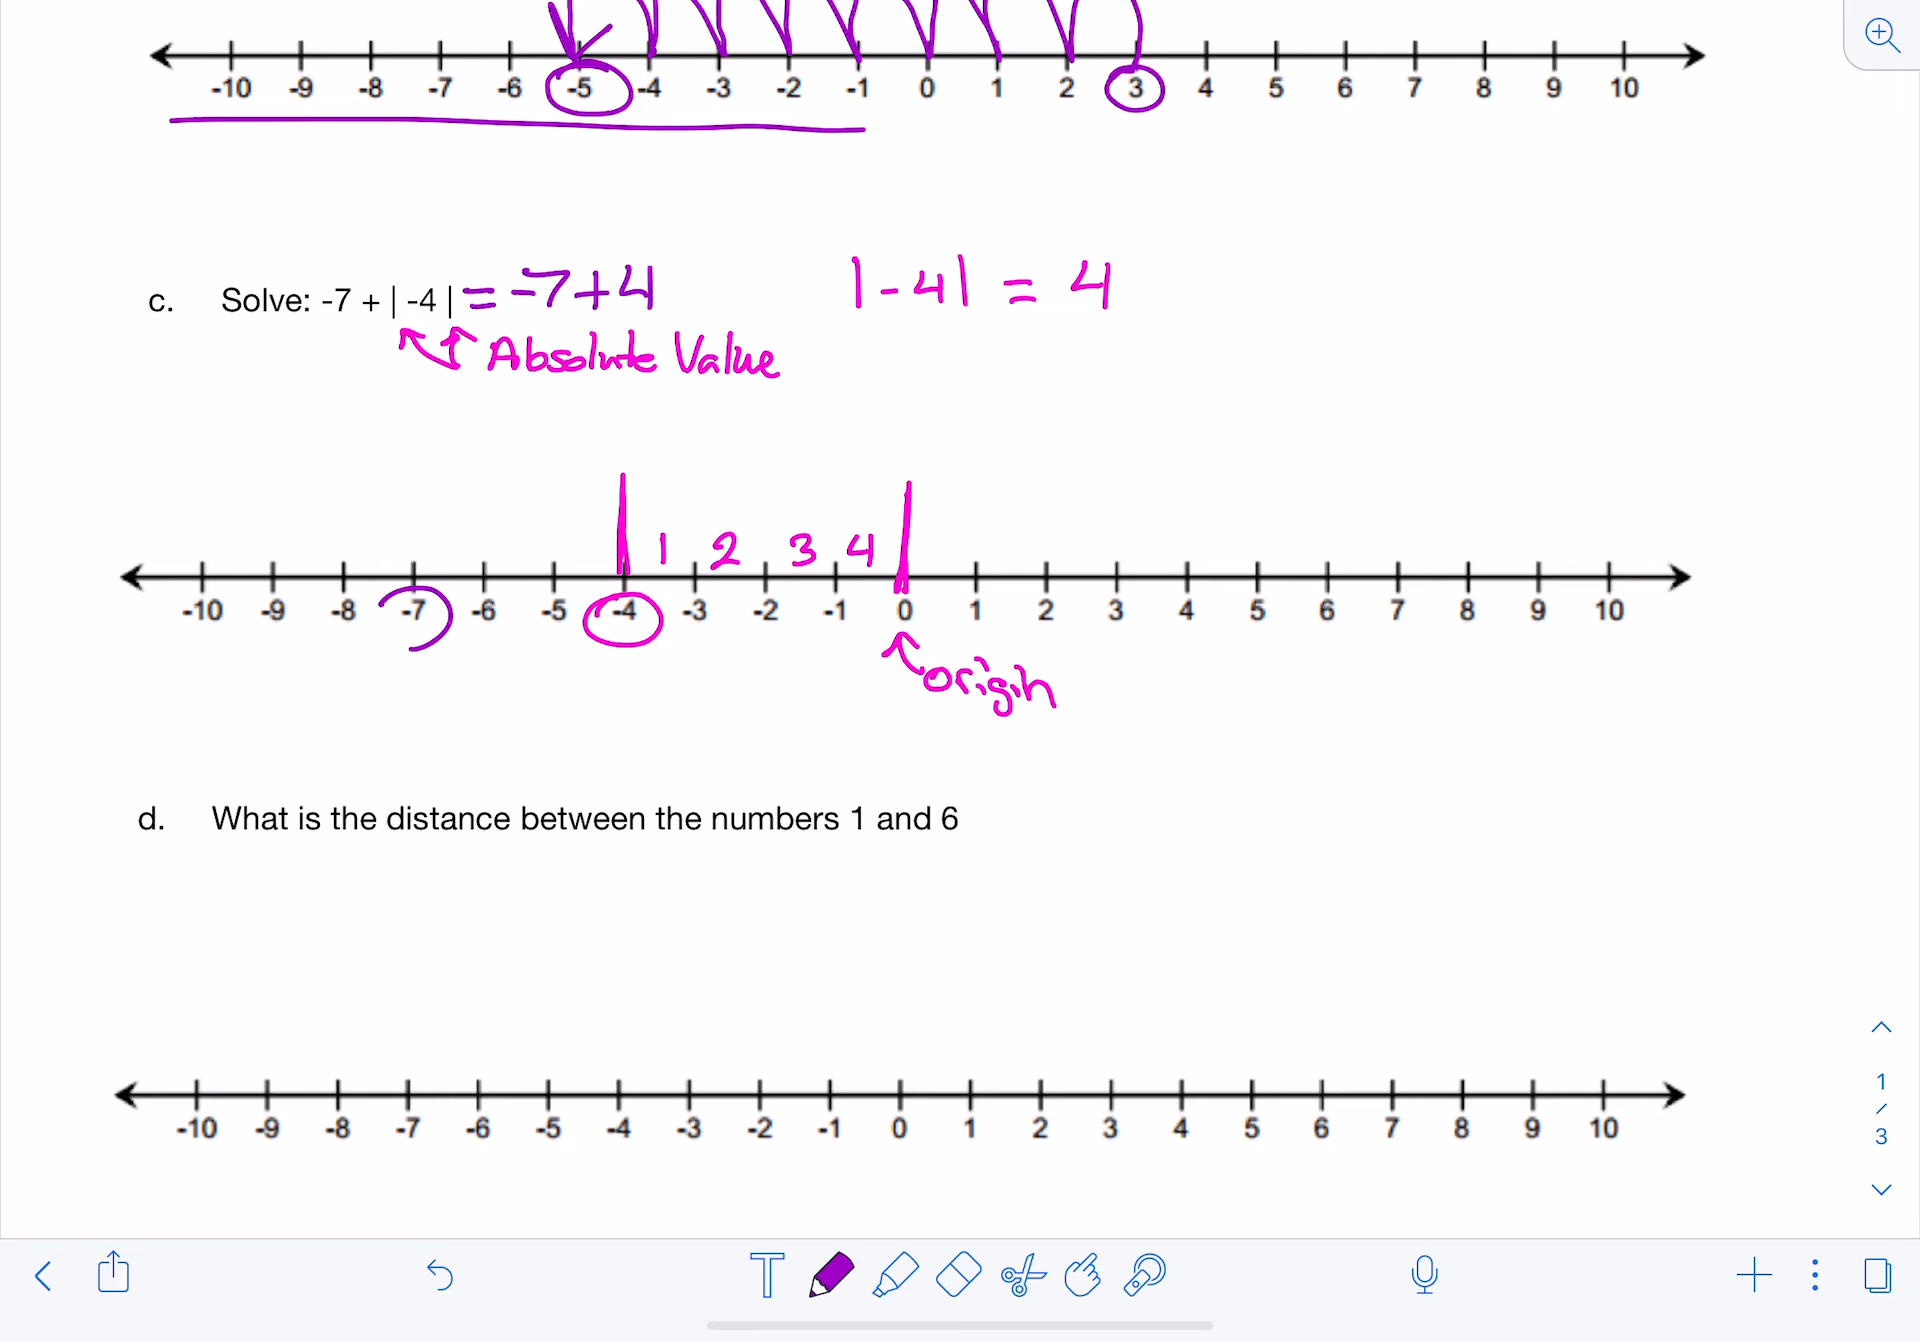 -10 -9 -8 -7 -6 -5 -4 -3 -2 -1 0 1 2 3 4 5 6 7 8 9 10
c. Solve: -7 + | -4 | = -7+4 |-4| = 4
Absolute Value
1 2 3 4
-10 -9 -8 -7 -6 -5 -4 -3 -2 -1 0 1 2 3 4 5 6 7 8 9 10
origin
d. What is the distance between the numbers 1 and 6
-10 -9 -8 -7 -6 -5 -4 -3 -2 -1 0 1 2 3 4 5 6 7 8 9 10
1
/
3
T